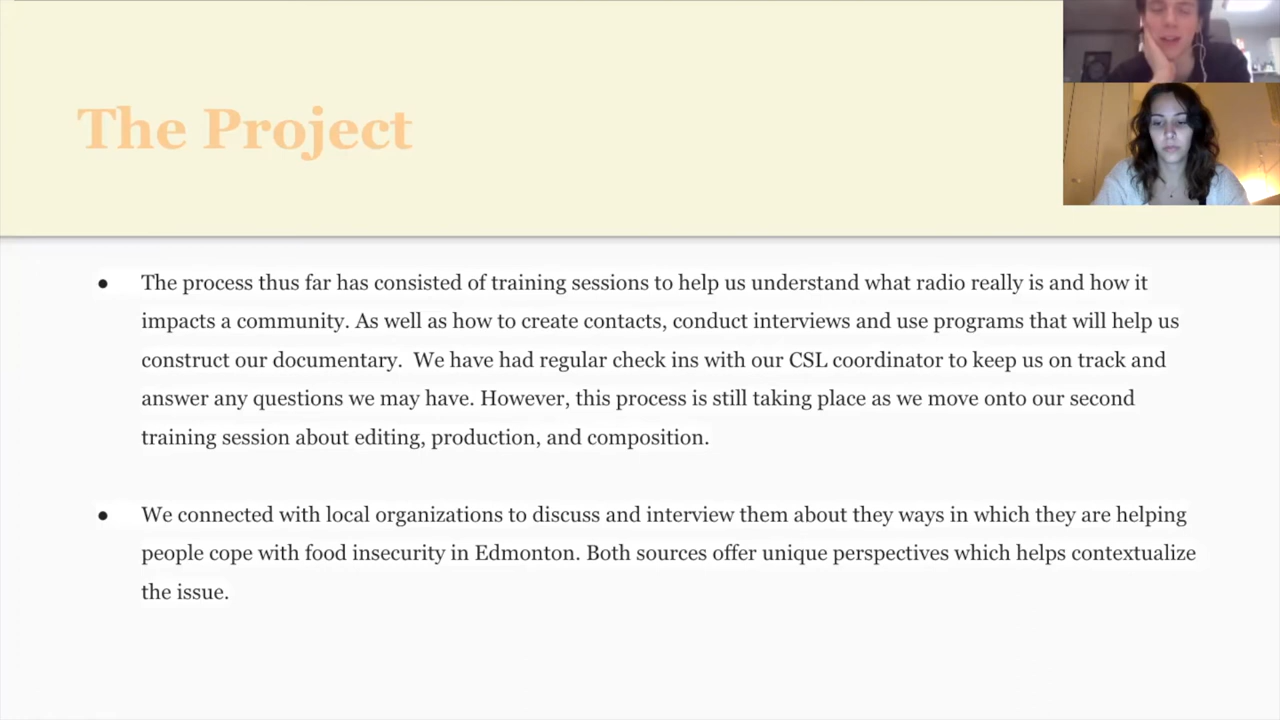 The Project
● The process thus far has consisted of training sessions to help us understand what radio really is and how it
impacts a community. As well as how to create contacts, conduct interviews and use programs that will help us
construct our documentary.  We have had regular check ins with our CSL coordinator to keep us on track and
answer any questions we may have. However, this process is still taking place as we move onto our second
training session about editing, production, and composition.
● We connected with local organizations to discuss and interview them about they ways in which they are helping
people cope with food insecurity in Edmonton. Both sources offer unique perspectives which helps contextualize
the issue.